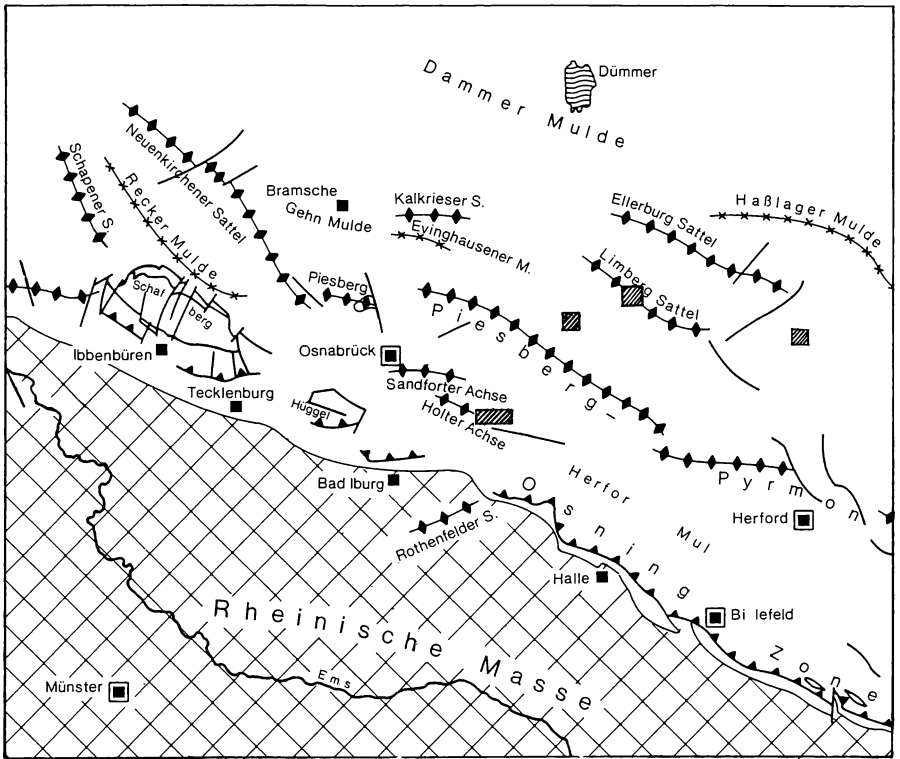 Dümmer
Dammer Mulde
Neuenkirchener Sattel
Schapener S.
Recker Mulde
Bramsche
Gehn Mulde
Kalkrieser S.
Evinghausener M.
Ellerburg Sattel
Haßlager Mulde
Limberg Sattel
Schaf
berg
Piesberg
Piesberg-
Ibbenbüren
Osnabrück
Tecklenburg
Sandforter Achse
Hüggel
Holter Achse
Bad Iburg
Pyrmon
Herfor
Mul
Herford
Osning
Rothenfelder S.
Halle
Bi lefeld
Rheinische Masse
Zone
Ems
Münster